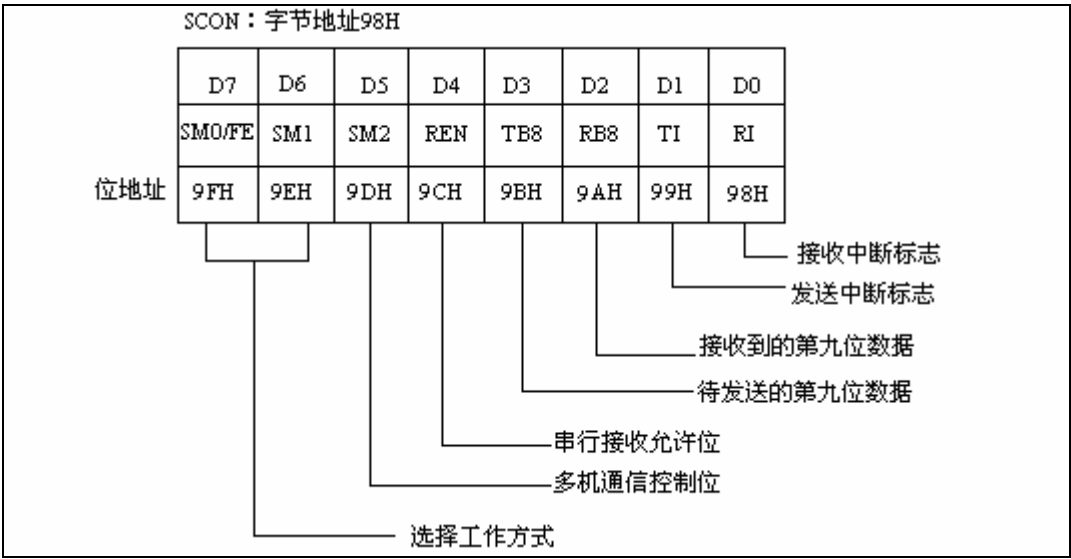 SCON：字节地址98H
D7 D6 D5 D4 D3 D2 D1 D0
SM0/FE SM1 SM2 REN TB8 RB8 TI RI
位地址 9FH 9EH 9DH 9CH 9BH 9AH 99H 98H
接收中断标志
发送中断标志
接收到的第九位数据
待发送的第九位数据
串行接收允许位
多机通信控制位
选择工作方式